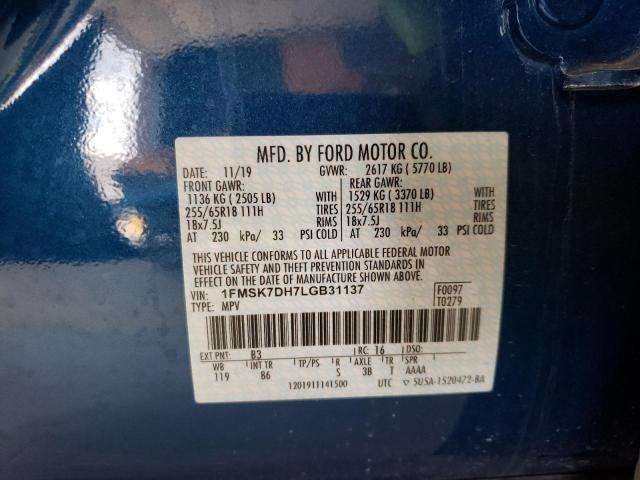 MFD. BY FORD MOTOR CO.
DATE: 11/19 GVWR: 2617 KG ( 5770 LB)
FRONT GAWR: REAR GAWR:
1136 KG ( 2505 LB) WITH 1529 KG ( 3370 LB) WITH
255/65R18 111H TIRES 255/65R18 111H TIRES
18x7.5J RIMS 18x7.5J RIMS
AT 230 kPa/ 33 PSI COLD AT 230 kPa/ 33 PSI COLD
THIS VEHICLE CONFORMS TO ALL APPLICABLE FEDERAL MOTOR
VEHICLE SAFETY AND THEFT PREVENTION STANDARDS IN
EFFECT ON THE DATE OF MANUFACTURE SHOWN ABOVE.
VIN: 1FMSK7DH7LGB31137 F0097
TYPE: MPV T0279
EXT PNT: B3 RC: 16 DSO:
WB INT TR TP/PS R AXLE TR SPR
119 B6 S 3B T AAAA
1201911141500 UTC ▽ 5USA-1520472-BA